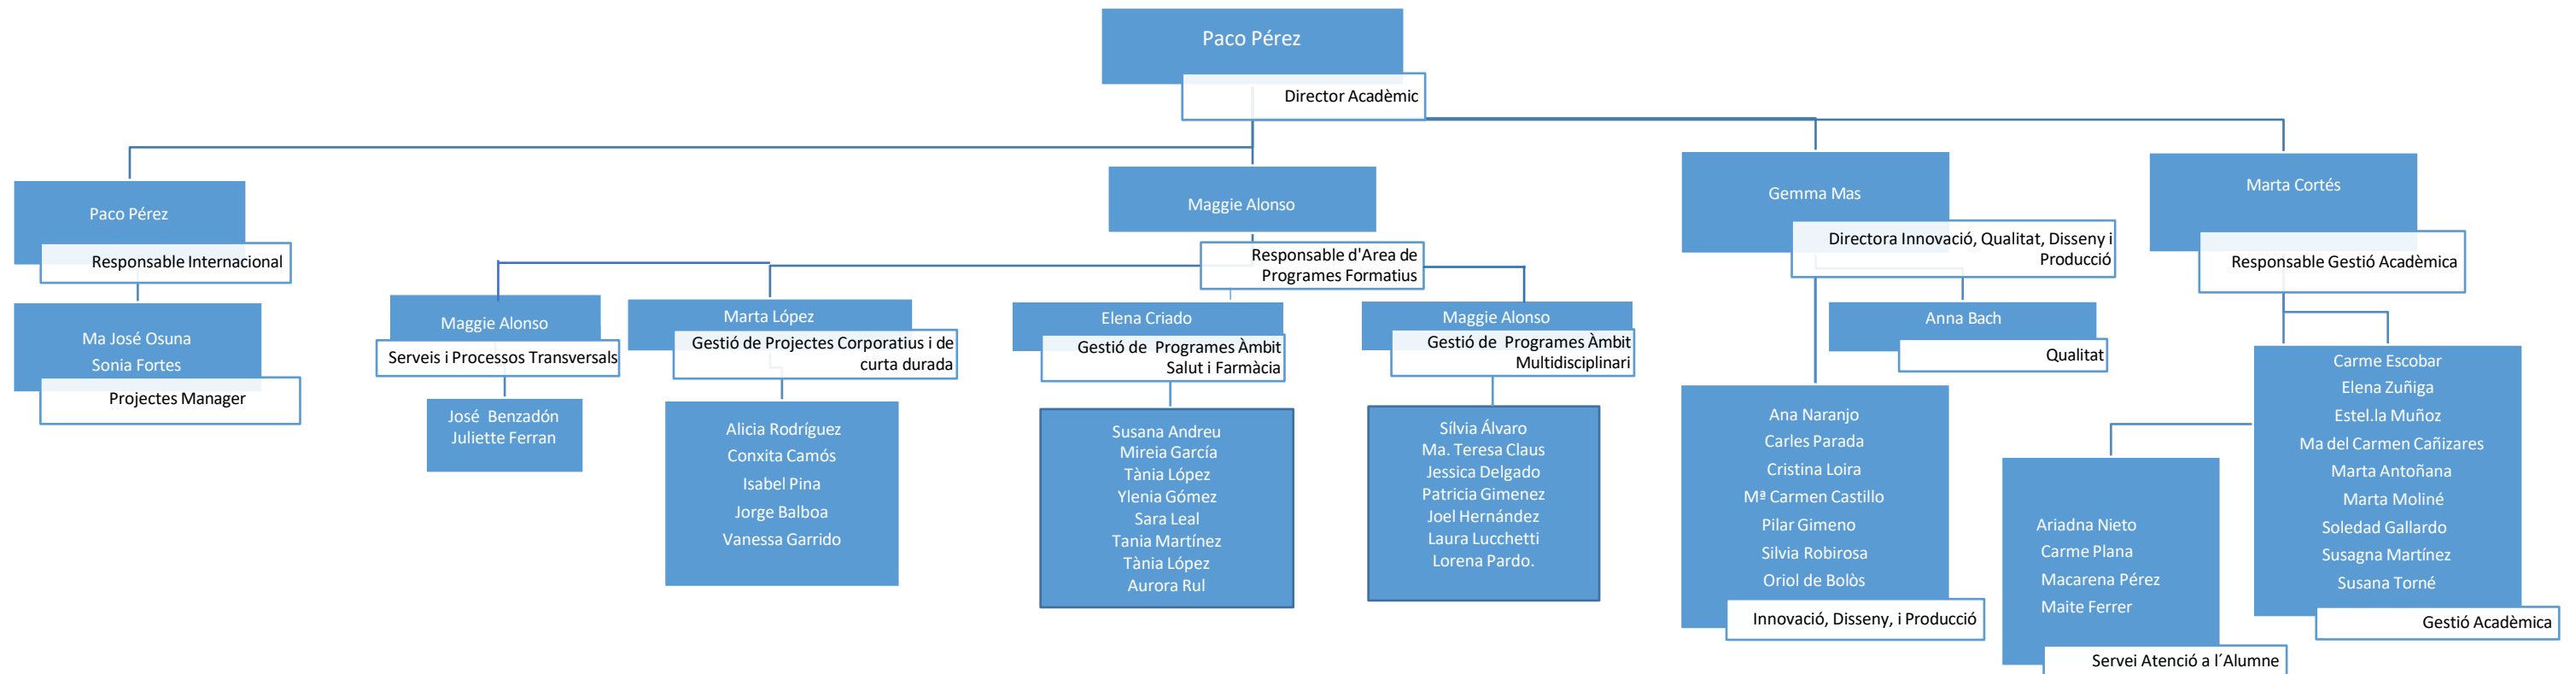 Paco Pérez
Director Acadèmic
Paco Pérez
Responsable Internacional
Ma José Osuna
Sonia Fortes
Projectes Manager
Maggie Alonso
Responsable d'Area de
Programes Formatius
Maggie Alonso
Serveis i Processos Transversals
José  Benzadón
Juliette Ferran
Marta López
Gestió de Projectes Corporatius i de
curta durada
Alicia Rodríguez
Conxita Camós
Isabel Pina
Jorge Balboa
Vanessa Garrido
Elena Criado
Gestió de  Programes Àmbit
Salut i Farmàcia
Susana Andreu
Mireia García
Tània López
Ylenia Gómez
Sara Leal
Tania Martínez
Tània López
Aurora Rul
Maggie Alonso
Gestió de  Programes Àmbit
Multidisciplinari
Sílvia Álvaro
Ma. Teresa Claus
Jessica Delgado
Patricia Gimenez
Joel Hernández
Laura Lucchetti
Lorena Pardo.
Gemma Mas
Directora Innovació, Qualitat, Disseny i
Producció
Anna Bach
Qualitat
Ana Naranjo
Carles Parada
Cristina Loira
Mª Carmen Castillo
Pilar Gimeno
Silvia Robirosa
Oriol de Bolòs
Innovació, Disseny, i Producció
Marta Cortés
Responsable Gestió Acadèmica
Carme Escobar
Elena Zuñiga
Estel.la Muñoz
Ma del Carmen Cañizares
Marta Antoñana
Marta Moliné
Soledad Gallardo
Susagna Martínez
Susana Torné
Gestió Acadèmica
Ariadna Nieto
Carme Plana
Macarena Pérez
Maite Ferrer
Servei Atenció a l´Alumne